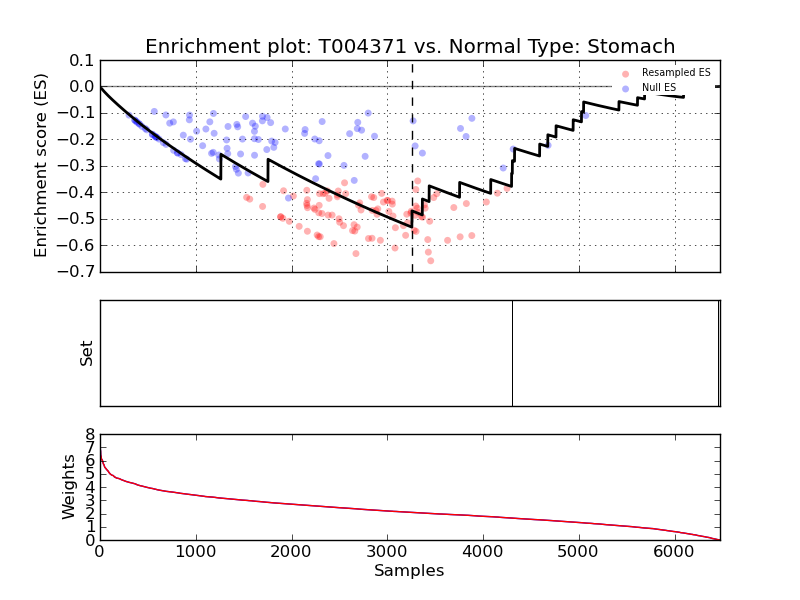 Enrichment plot: T004371 vs. Normal Type: Stomach
Enrichment score (ES)
0.1
0.0
−0.1
−0.2
−0.3
−0.4
−0.5
−0.6
−0.7
Resampled ES
Null ES
Set
Weights
8
7
6
5
4
3
2
1
0
0 1000 2000 3000 4000 5000 6000
Samples